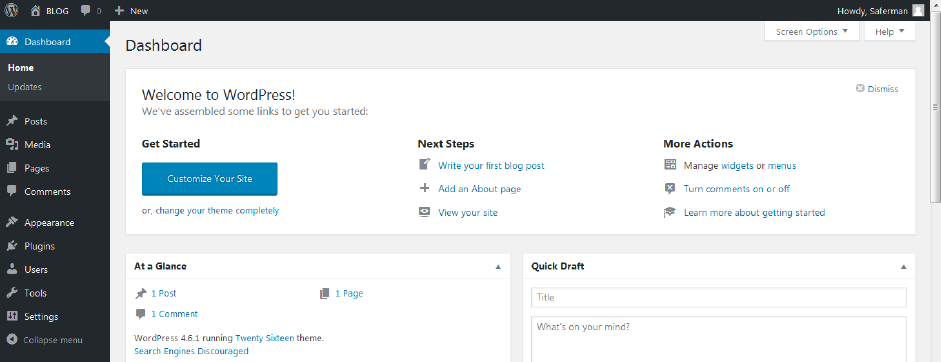 BLOG 0 New Howdy, Saferman
Dashboard
Home
Updates
Posts
Media
Pages
Comments
Appearance
Plugins
Users
Tools
Settings
Collapse menu
Screen Options Help
Dashboard
Welcome to WordPress!
Dismiss
We've assembled some links to get you started:
Get Started
Customize Your Site
or, change your theme completely
Next Steps
Write your first blog post
Add an About page
View your site
More Actions
Manage widgets or menus
Turn comments on or off
Learn more about getting started
At a Glance
1 Post
1 Page
1 Comment
WordPress 4.6.1 running Twenty Sixteen theme.
Search Engines Discouraged
Quick Draft
Title
What's on your mind?